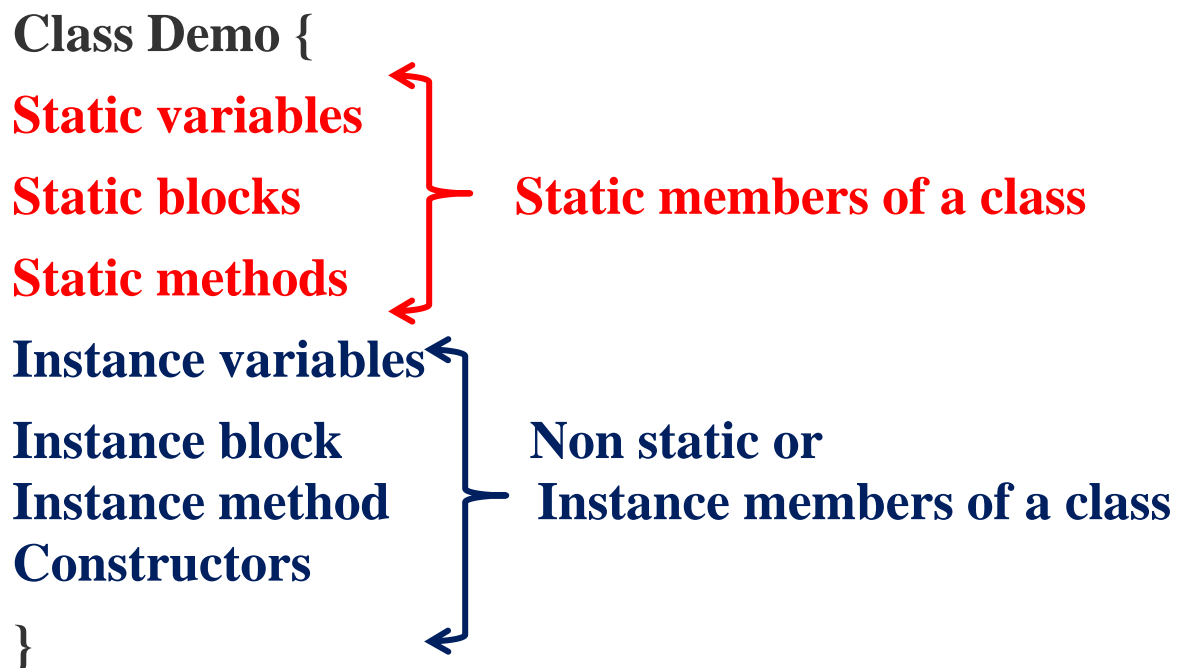 Class Demo {
Static variables
Static blocks Static members of a class
Static methods
Instance variables
Instance block Non static or
Instance method Instance members of a class
Constructors
}